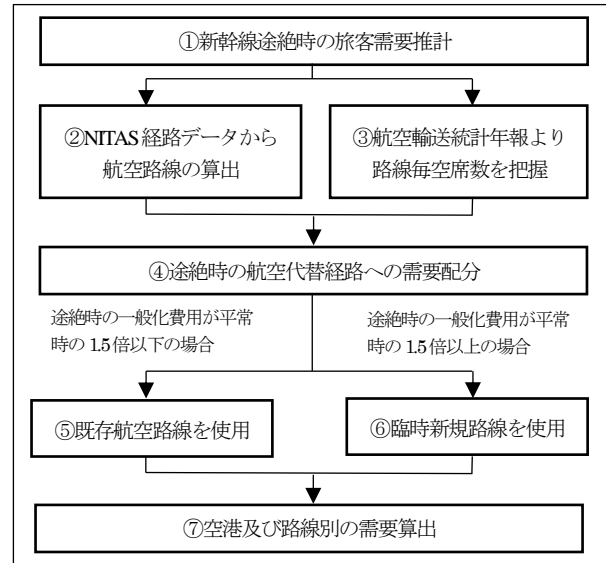 ①新幹線途絶時の旅客需要推計
②NITAS経路データから
航空路線の算出
③航空輸送統計年報より
路線毎空席数を把握
④途絶時の航空代替経路への需要配分
途絶時の一般化費用が平常
時の1.5倍以下の場合
途絶時の一般化費用が平常
時の1.5倍以上の場合
⑤既存航空路線を使用
⑥臨時新規路線を使用
⑦空港及び路線別の需要算出